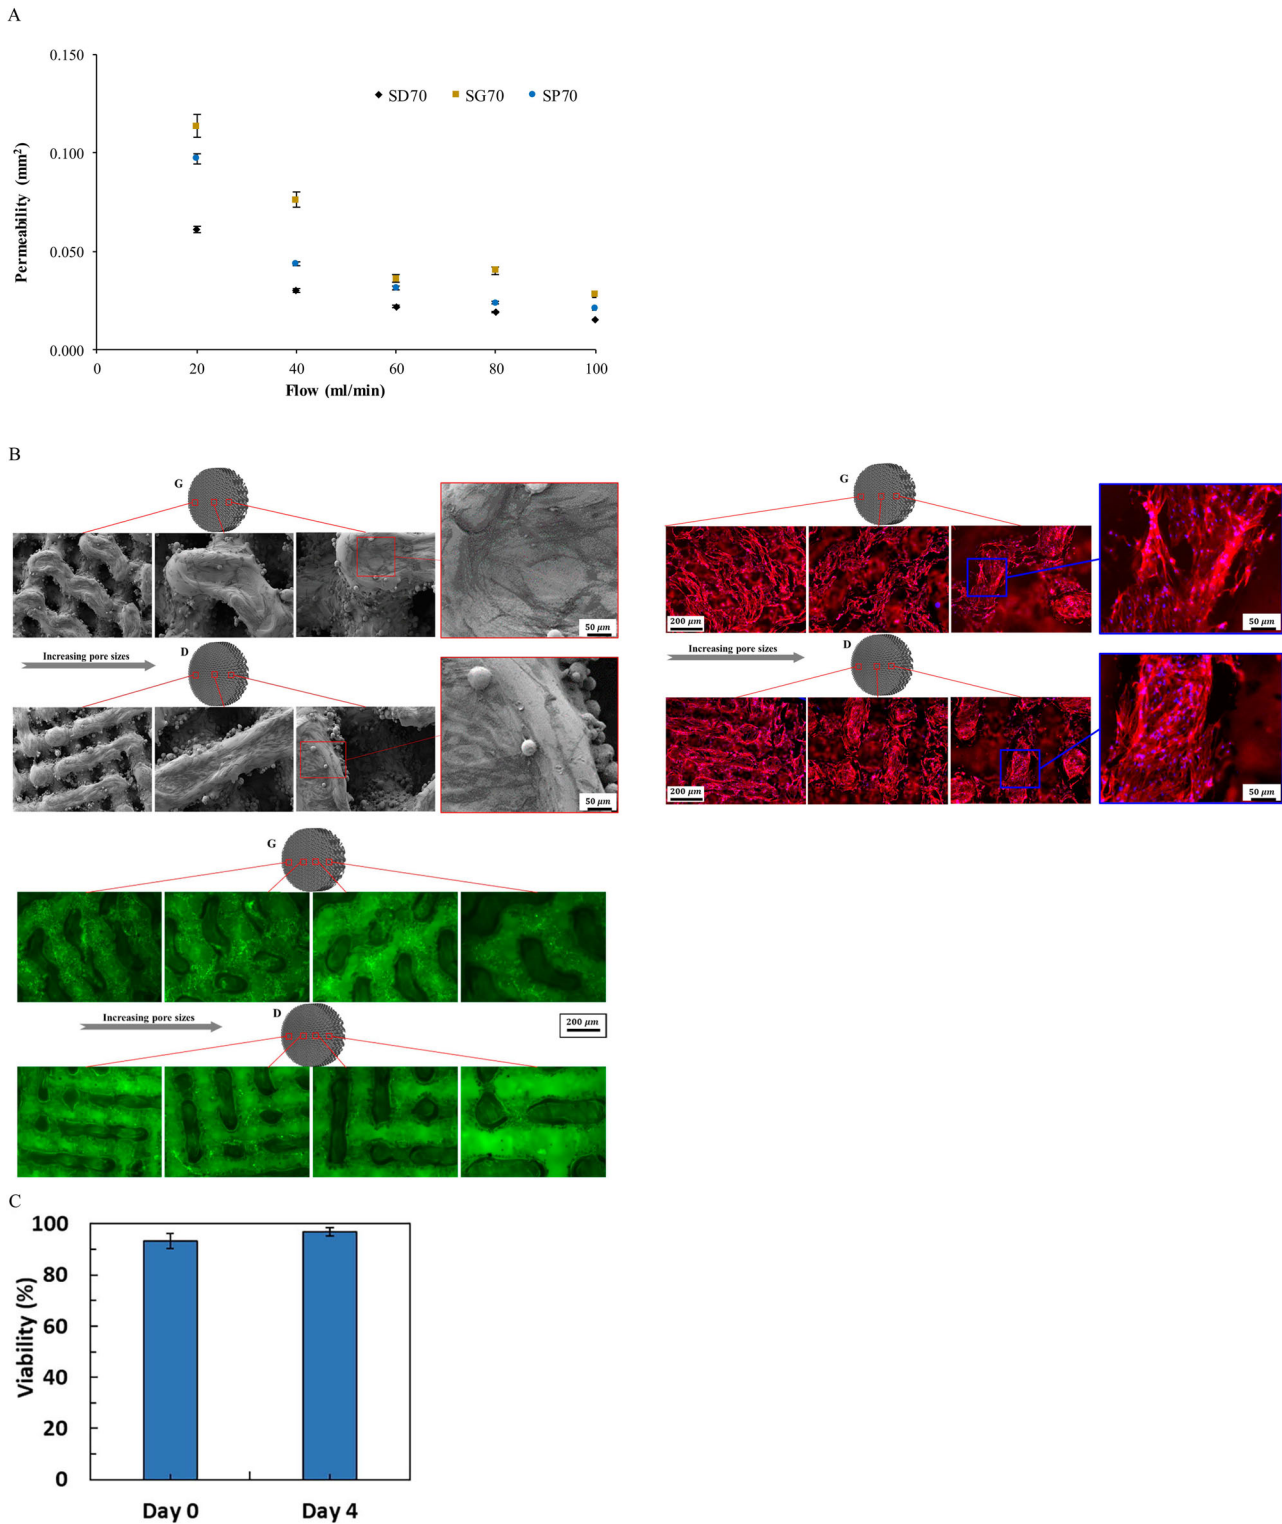 A
0.150
SD70
SG70
SP70
Permeability (mm²)
0.100
0.050
0.000
0
20
40
60
80
100
Flow (ml/min)
B
G
50 μm
Increasing pore sizes
D
50 μm
G
200 μm
50 μm
Increasing pore sizes
D
200 μm
50 μm
G
Increasing pore sizes
D
200 μm
C
100
80
60
40
20
0
Viability (%)
Day 0
Day 4